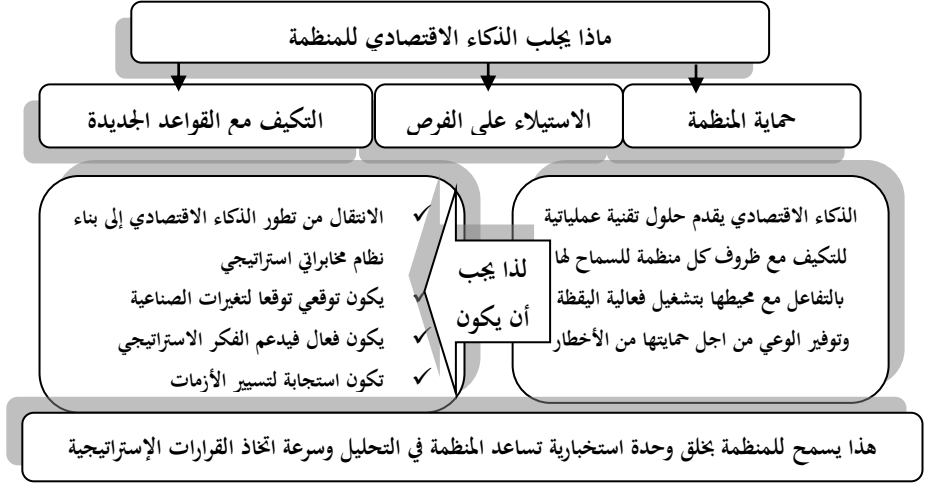 ماذا يجلب الذكاء الاقتصادي للمنظمة
حماية المنظمة
الاستيلاء على الفرص
التكيف مع القواعد الجديدة
الذكاء الاقتصادي يقدم حلول تقنية عملياتية
للتكيف مع ظروف كل منظمة للسماح لها
بالتفاعل مع محيطها بتشغيل فعالية اليقظة
وتوفير الوعي من اجل حمايتها من الأخطار
لذا يجب
أن يكون
✓ الانتقال من تطور الذكاء الاقتصادي إلى بناء
نظام مخابراتي استراتيجي
✓ يكون توقعي توقعا لتغيرات الصناعية
✓ يكون فعال فيدعم الفكر الاستراتيجي
✓ تكون استجابة لتسيير الأزمات
هذا يسمح للمنظمة بخلق وحدة استخبارية تساعد المنظمة في التحليل وسرعة اتخاذ القرارات الإستراتيجية